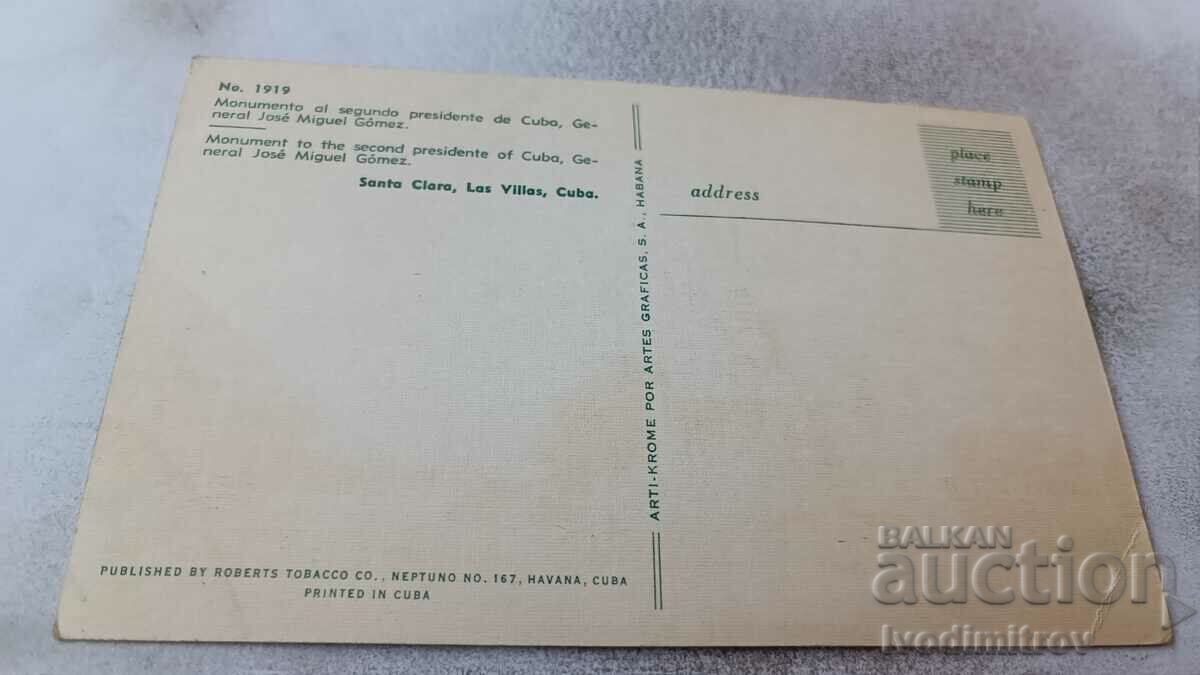 No. 1919
Monumento al segundo presidente de Cuba, Ge-
neral José Miguel Gómez.
Monument to the second presidente of Cuba, Ge-
neral José Miguel Gómez.
Santa Clara, Las Villas, Cuba.
PUBLISHED BY ROBERTS TOBACCO CO., NEPTUNO NO. 167, HAVANA, CUBA
PRINTED IN CUBA
ARTI-KROME POR ARTES GRAFICAS, S. A., HABANA
address
place
stamp
here
BALKAN
auction
Ivodimitrov